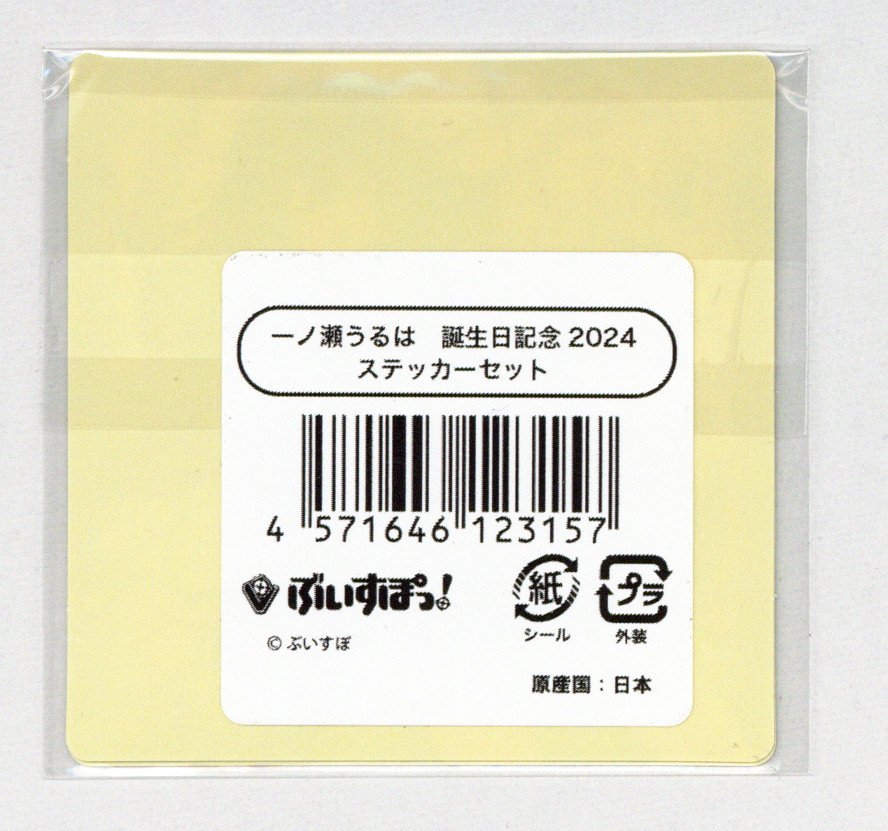 一ノ瀬うるは　誕生日記念 2024
ステッカーセット
4 571646 123157
ぶいすぽっ!
紙 プラ
シール 外装
© ぶいすぽ
原産国：日本